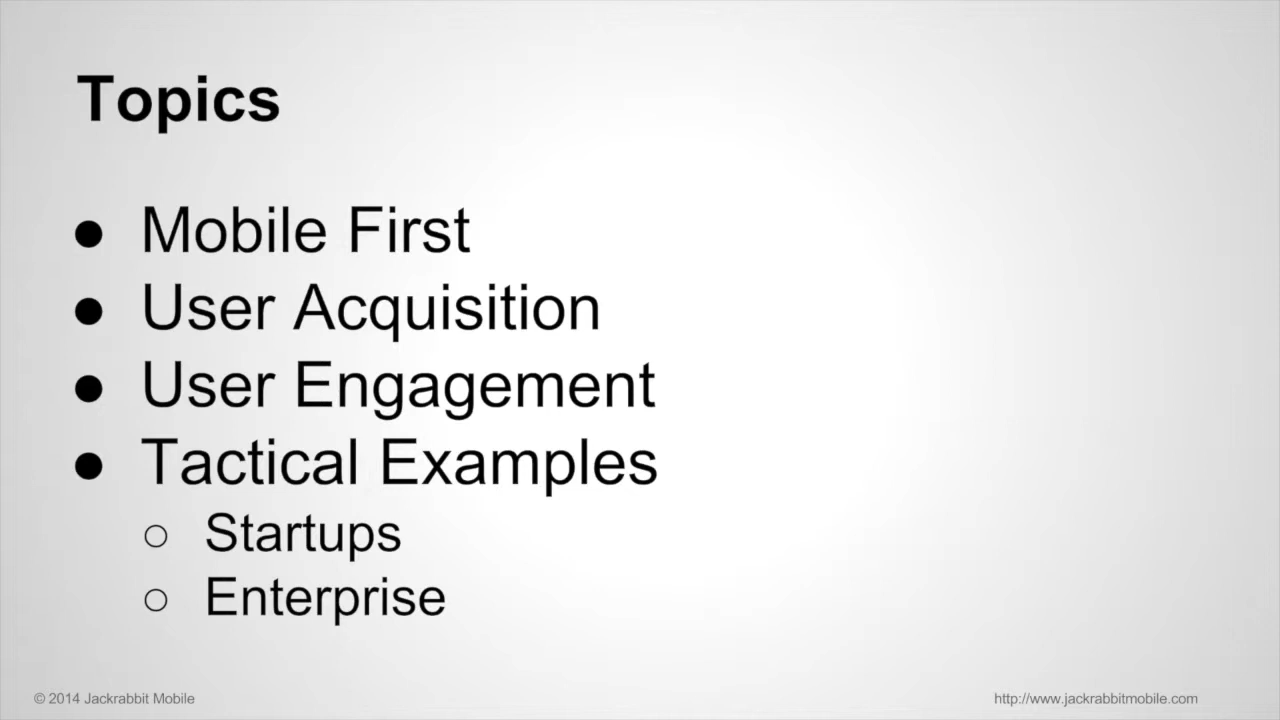 Topics
● Mobile First
● User Acquisition
● User Engagement
● Tactical Examples
○ Startups
○ Enterprise
© 2014 Jackrabbit Mobile
http://www.jackrabbitmobile.com